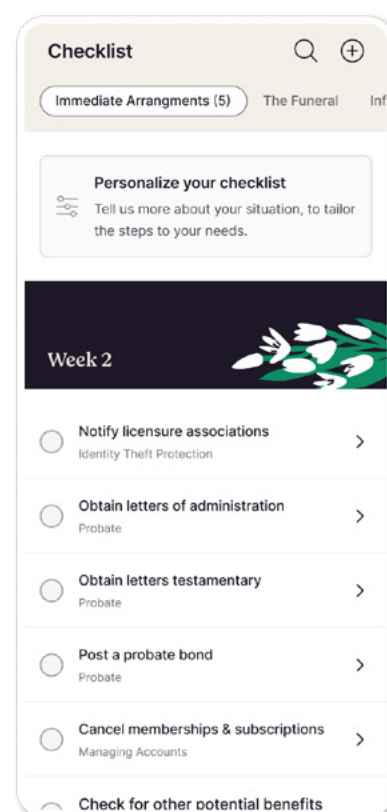 Checklist
Immediate Arrangments (5) The Funeral Inf
Personalize your checklist
Tell us more about your situation, to tailor
the steps to your needs.
Week 2
Notify licensure associations
Identity Theft Protection
Obtain letters of administration
Probate
Obtain letters testamentary
Probate
Post a probate bond
Probate
Cancel memberships & subscriptions
Managing Accounts
Check for other potential benefits